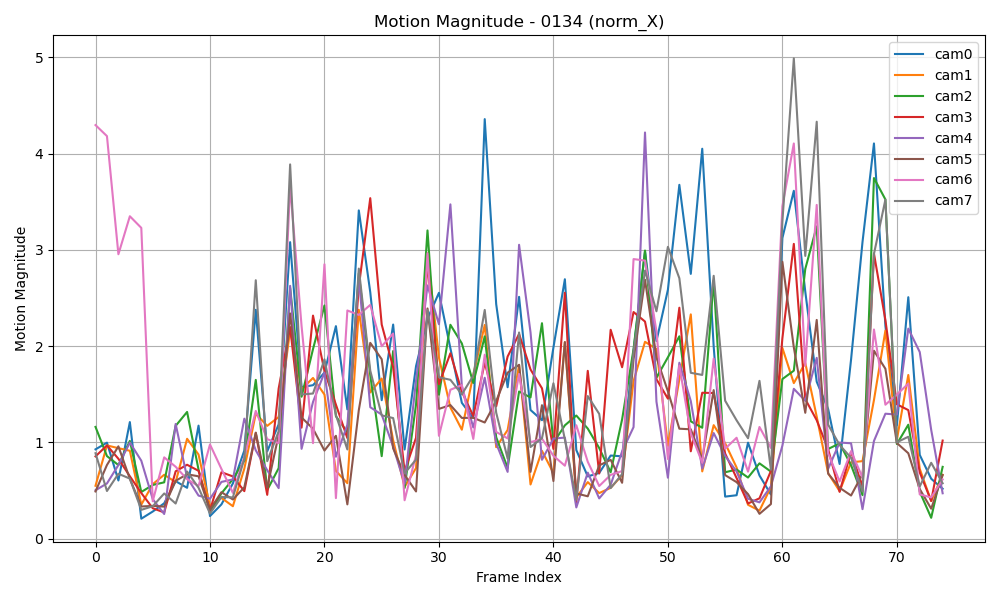 Motion Magnitude - 0134 (norm_X)
Motion Magnitude
5
4
3
2
1
0
0
10
20
30
40
50
60
70
Frame Index
cam0
cam1
cam2
cam3
cam4
cam5
cam6
cam7